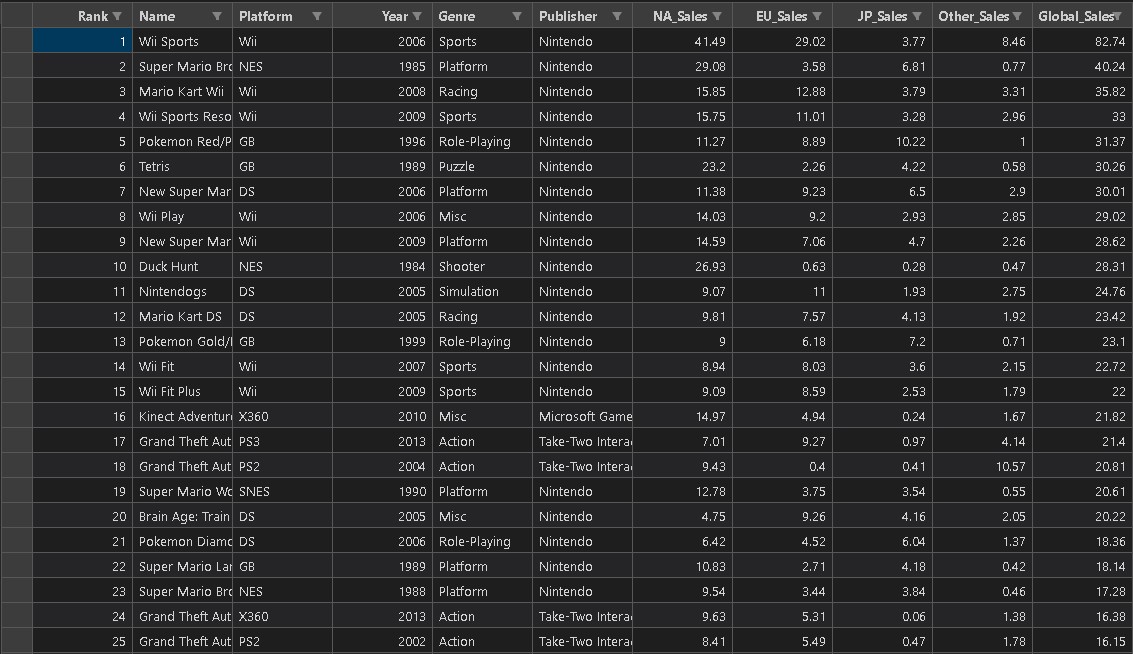 Rank Name Platform Year Genre Publisher NA_Sales EU_Sales JP_Sales Other_Sales Global_Sales
1 Wii Sports Wii 2006 Sports Nintendo 41.49 29.02 3.77 8.46 82.74
2 Super Mario Brc NES 1985 Platform Nintendo 29.08 3.58 6.81 0.77 40.24
3 Mario Kart Wii Wii 2008 Racing Nintendo 15.85 12.88 3.79 3.31 35.82
4 Wii Sports Reso Wii 2009 Sports Nintendo 15.75 11.01 3.28 2.96 33
5 Pokemon Red/P GB 1996 Role-Playing Nintendo 11.27 8.89 10.22 1 31.37
6 Tetris GB 1989 Puzzle Nintendo 23.2 2.26 4.22 0.58 30.26
7 New Super Mar DS 2006 Platform Nintendo 11.38 9.23 6.5 2.9 30.01
8 Wii Play Wii 2006 Misc Nintendo 14.03 9.2 2.93 2.85 29.02
9 New Super Mar Wii 2009 Platform Nintendo 14.59 7.06 4.7 2.26 28.62
10 Duck Hunt NES 1984 Shooter Nintendo 26.93 0.63 0.28 0.47 28.31
11 Nintendogs DS 2005 Simulation Nintendo 9.07 11 1.93 2.75 24.76
12 Mario Kart DS DS 2005 Racing Nintendo 9.81 7.57 4.13 1.92 23.42
13 Pokemon Gold/ GB 1999 Role-Playing Nintendo 9 6.18 7.2 0.71 23.1
14 Wii Fit Wii 2007 Sports Nintendo 8.94 8.03 3.6 2.15 22.72
15 Wii Fit Plus Wii 2009 Sports Nintendo 9.09 8.59 2.53 1.79 22
16 Kinect Adventur X360 2010 Misc Microsoft Game 14.97 4.94 0.24 1.67 21.82
17 Grand Theft Aut PS3 2013 Action Take-Two Intera 7.01 9.27 0.97 4.14 21.4
18 Grand Theft Aut PS2 2004 Action Take-Two Intera 9.43 0.4 0.41 10.57 20.81
19 Super Mario Wo SNES 1990 Platform Nintendo 12.78 3.75 3.54 0.55 20.61
20 Brain Age: Train DS 2005 Misc Nintendo 4.75 9.26 4.16 2.05 20.22
21 Pokemon Diamo DS 2006 Role-Playing Nintendo 6.42 4.52 6.04 1.37 18.36
22 Super Mario Lar GB 1989 Platform Nintendo 10.83 2.71 4.18 0.42 18.14
23 Super Mario Brc NES 1988 Platform Nintendo 9.54 3.44 3.84 0.46 17.28
24 Grand Theft Aut X360 2013 Action Take-Two Intera 9.63 5.31 0.06 1.38 16.38
25 Grand Theft Aut PS2 2002 Action Take-Two Intera 8.41 5.49 0.47 1.78 16.15